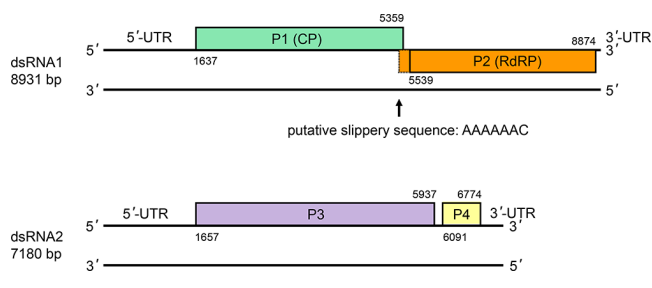 5359
5′-UTR
P1 (CP)
8874
3′-UTR
5′
3′
1637
P2 (RdRP)
dsRNA1
8931 bp
5539
3′
5′
putative slippery sequence: AAAAAAC
5937
6774
5′-UTR
P3
P4
3′-UTR
5′
3′
1657
6091
dsRNA2
7180 bp
3′
5′